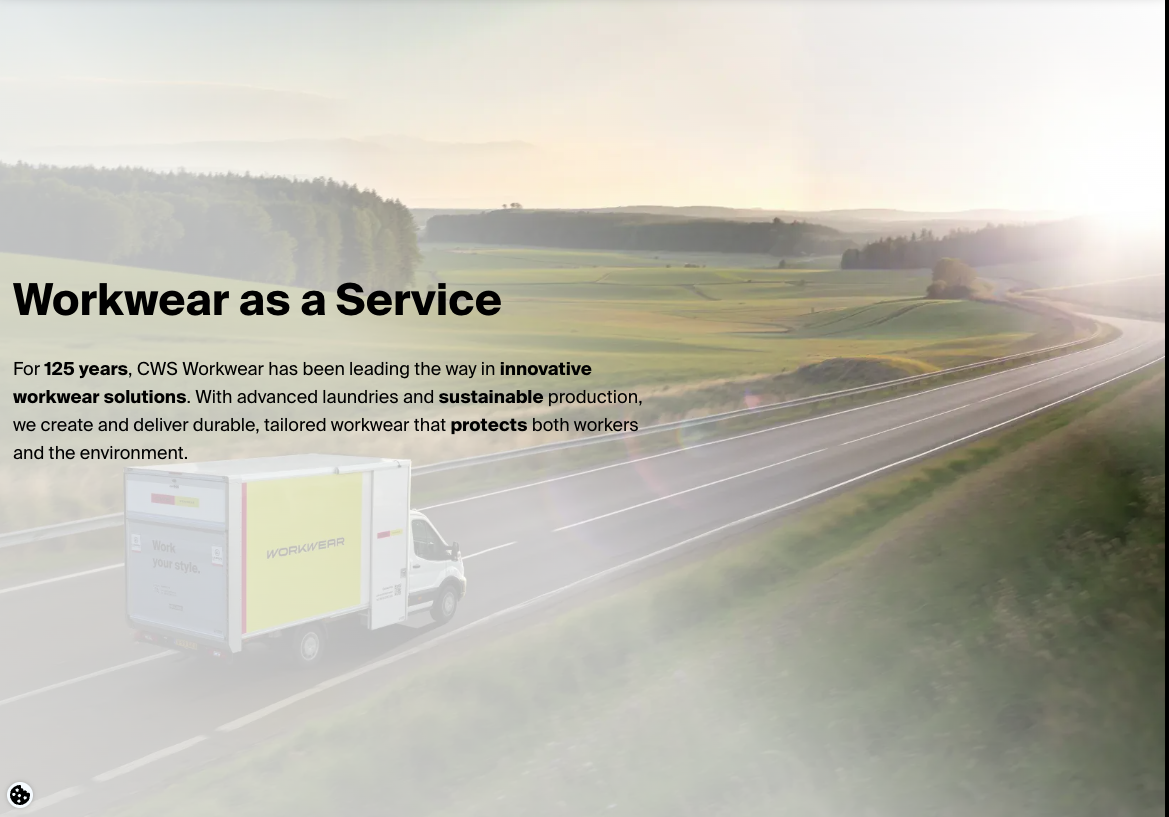 Workwear as a Service
For 125 years, CWS Workwear has been leading the way in innovative
workwear solutions. With advanced laundries and sustainable production,
we create and deliver durable, tailored workwear that protects both workers
and the environment.
WORKWEAR
Work
your style.